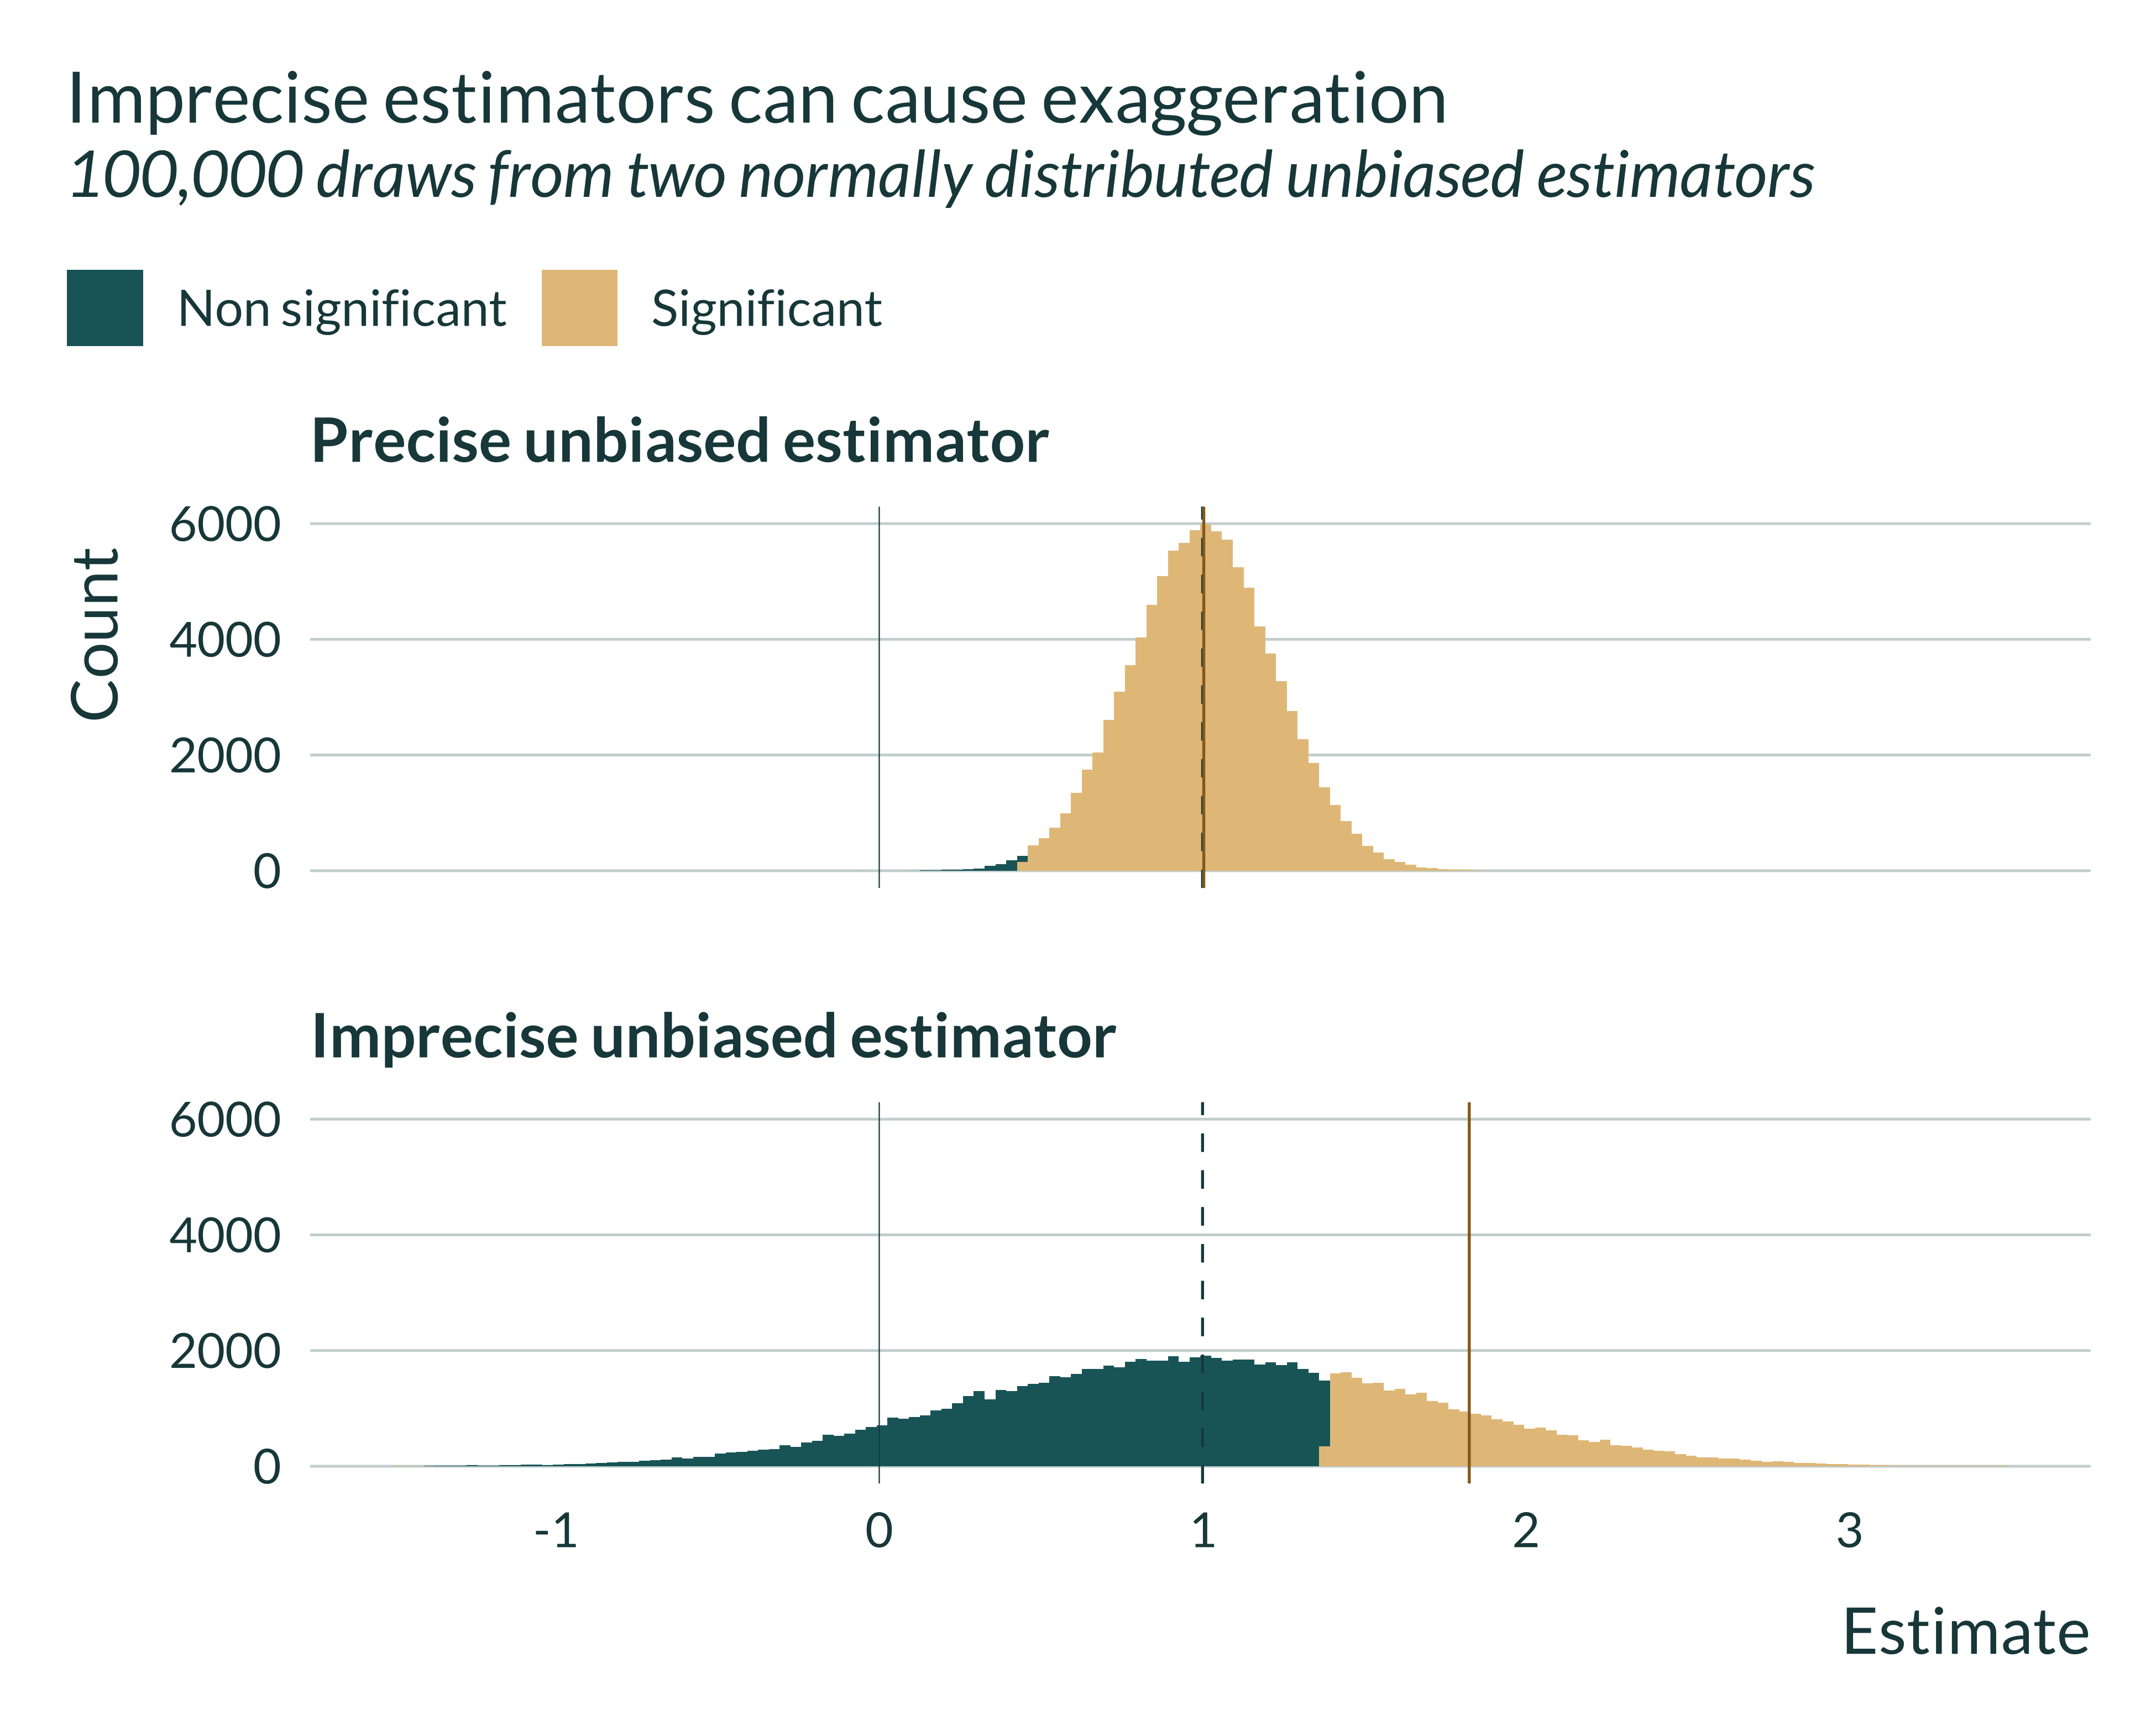 Imprecise estimators can cause exaggeration
100,000 draws from two normally distributed unbiased estimators
Non significant
Significant
Precise unbiased estimator
6000
4000
2000
0
Count
Imprecise unbiased estimator
6000
4000
2000
0
-1
0
1
2
3
Estimate